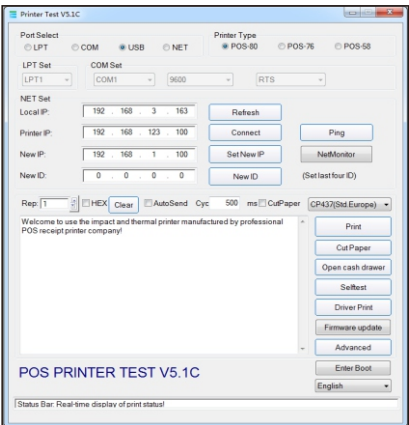 Printer Test V5.1C
Port Select
LPT COM USB NET
Printer Type
POS-80 POS-76 POS-58
LPT Set
LPT1
COM Set
COM1 9600 RTS
NET Set
Local IP: 192 . 168 . 3 . 163 Refresh
Printer IP: 192 . 168 . 123 . 100 Connect Ping
New IP: 192 . 168 . 1 . 100 Set New IP NetMonitor
New ID: 0 . 0 . 0 . 0 New ID (Set last four ID)
Rep: 1 HEX Clear AutoSend Cyc 500 ms CutPaper CP437(Std.Europe)
Welcome to use the impact and thermal printer manufactured by professional
POS receipt printer company!
Print
Cut Paper
Open cash drawer
Selftest
Driver Print
Firmware update
Advanced
POS PRINTER TEST V5.1C
Enter Boot
English
Status Bar: Real-time display of print status!